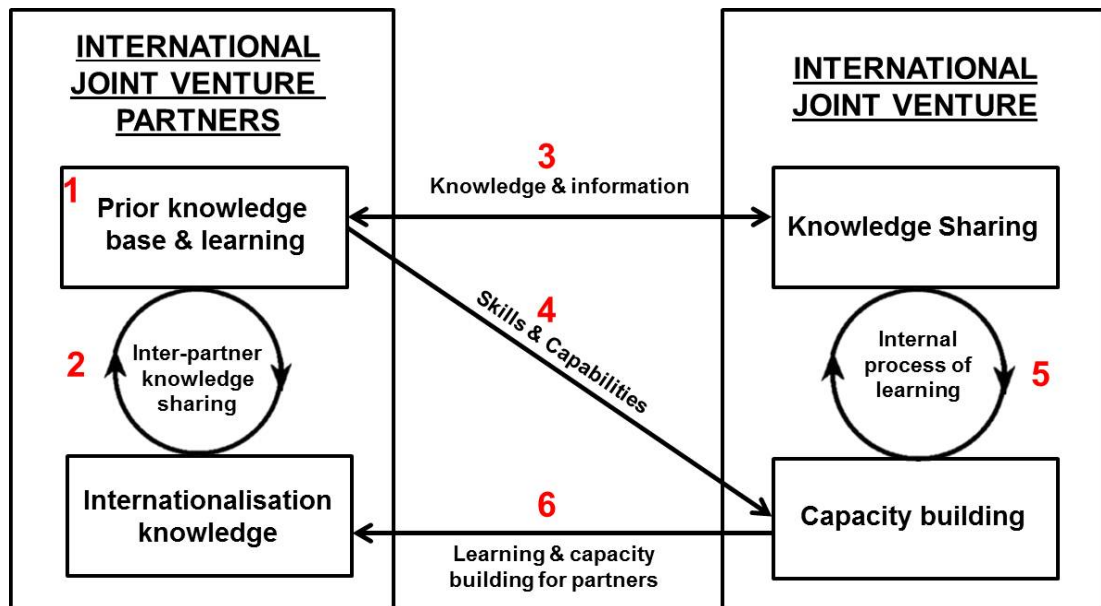 INTERNATIONAL
JOINT VENTURE
PARTNERS
1
Prior knowledge
base & learning
2
Inter-partner
knowledge
sharing
Internationalisation
knowledge
3
Knowledge & information
4
Skills & Capabilities
6
Learning & capacity
building for partners
INTERNATIONAL
JOINT VENTURE
Knowledge Sharing
Internal
process of
learning
5
Capacity building